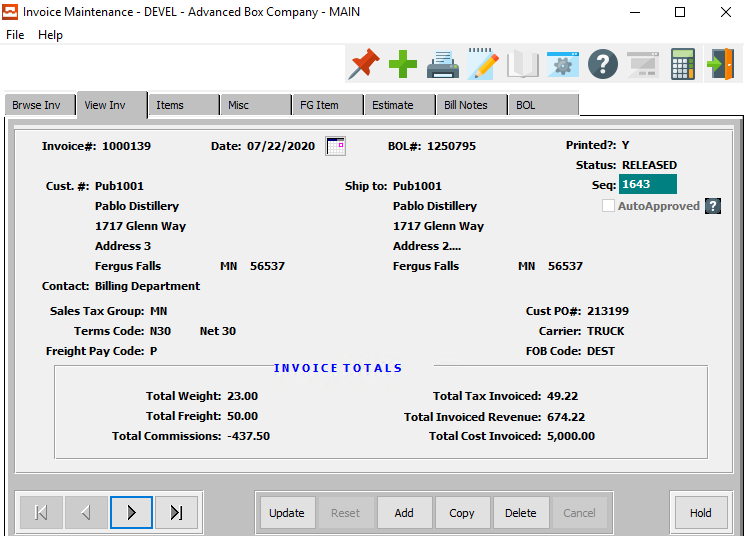 Invoice Maintenance - DEVEL - Advanced Box Company - MAIN
File Help
Brwse Inv View Inv Items Misc FG Item Estimate Bill Notes BOL
Invoice#: 1000139 Date: 07/22/2020 BOL#: 1250795 Printed?: Y
Status: RELEASED
Seq: 1643
Cust. #: Pub1001 Ship to: Pub1001
Pablo Distillery Pablo Distillery AutoApproved ?
1717 Glenn Way 1717 Glenn Way
Address 3 Address 2....
Fergus Falls MN 56537 Fergus Falls MN 56537
Contact: Billing Department
Sales Tax Group: MN Cust PO#: 213199
Terms Code: N30 Net 30 Carrier: TRUCK
Freight Pay Code: P FOB Code: DEST
INVOICE TOTALS
Total Weight: 23.00 Total Tax Invoiced: 49.22
Total Freight: 50.00 Total Invoiced Revenue: 674.22
Total Commissions: -437.50 Total Cost Invoiced: 5,000.00
Update Reset Add Copy Delete Cancel Hold